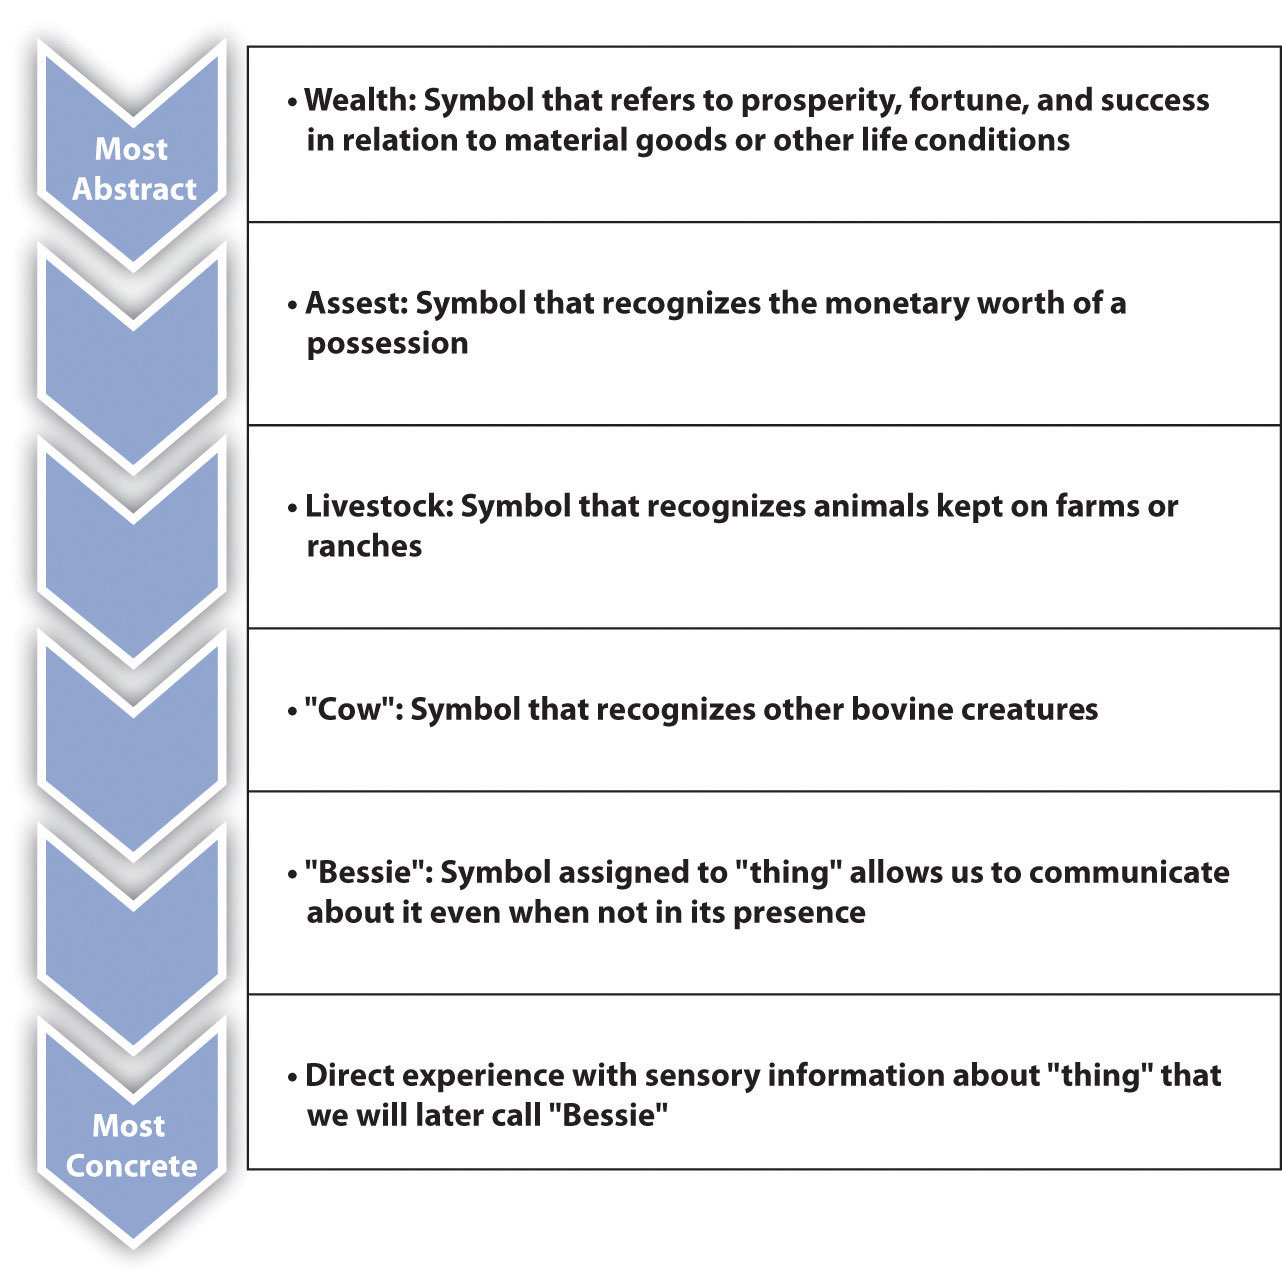 Most
Abstract
• Wealth: Symbol that refers to prosperity, fortune, and success
in relation to material goods or other life conditions
• Assest: Symbol that recognizes the monetary worth of a
possession
• Livestock: Symbol that recognizes animals kept on farms or
ranches
• "Cow": Symbol that recognizes other bovine creatures
• "Bessie": Symbol assigned to "thing" allows us to communicate
about it even when not in its presence
Most
Concrete
• Direct experience with sensory information about "thing" that
we will later call "Bessie"